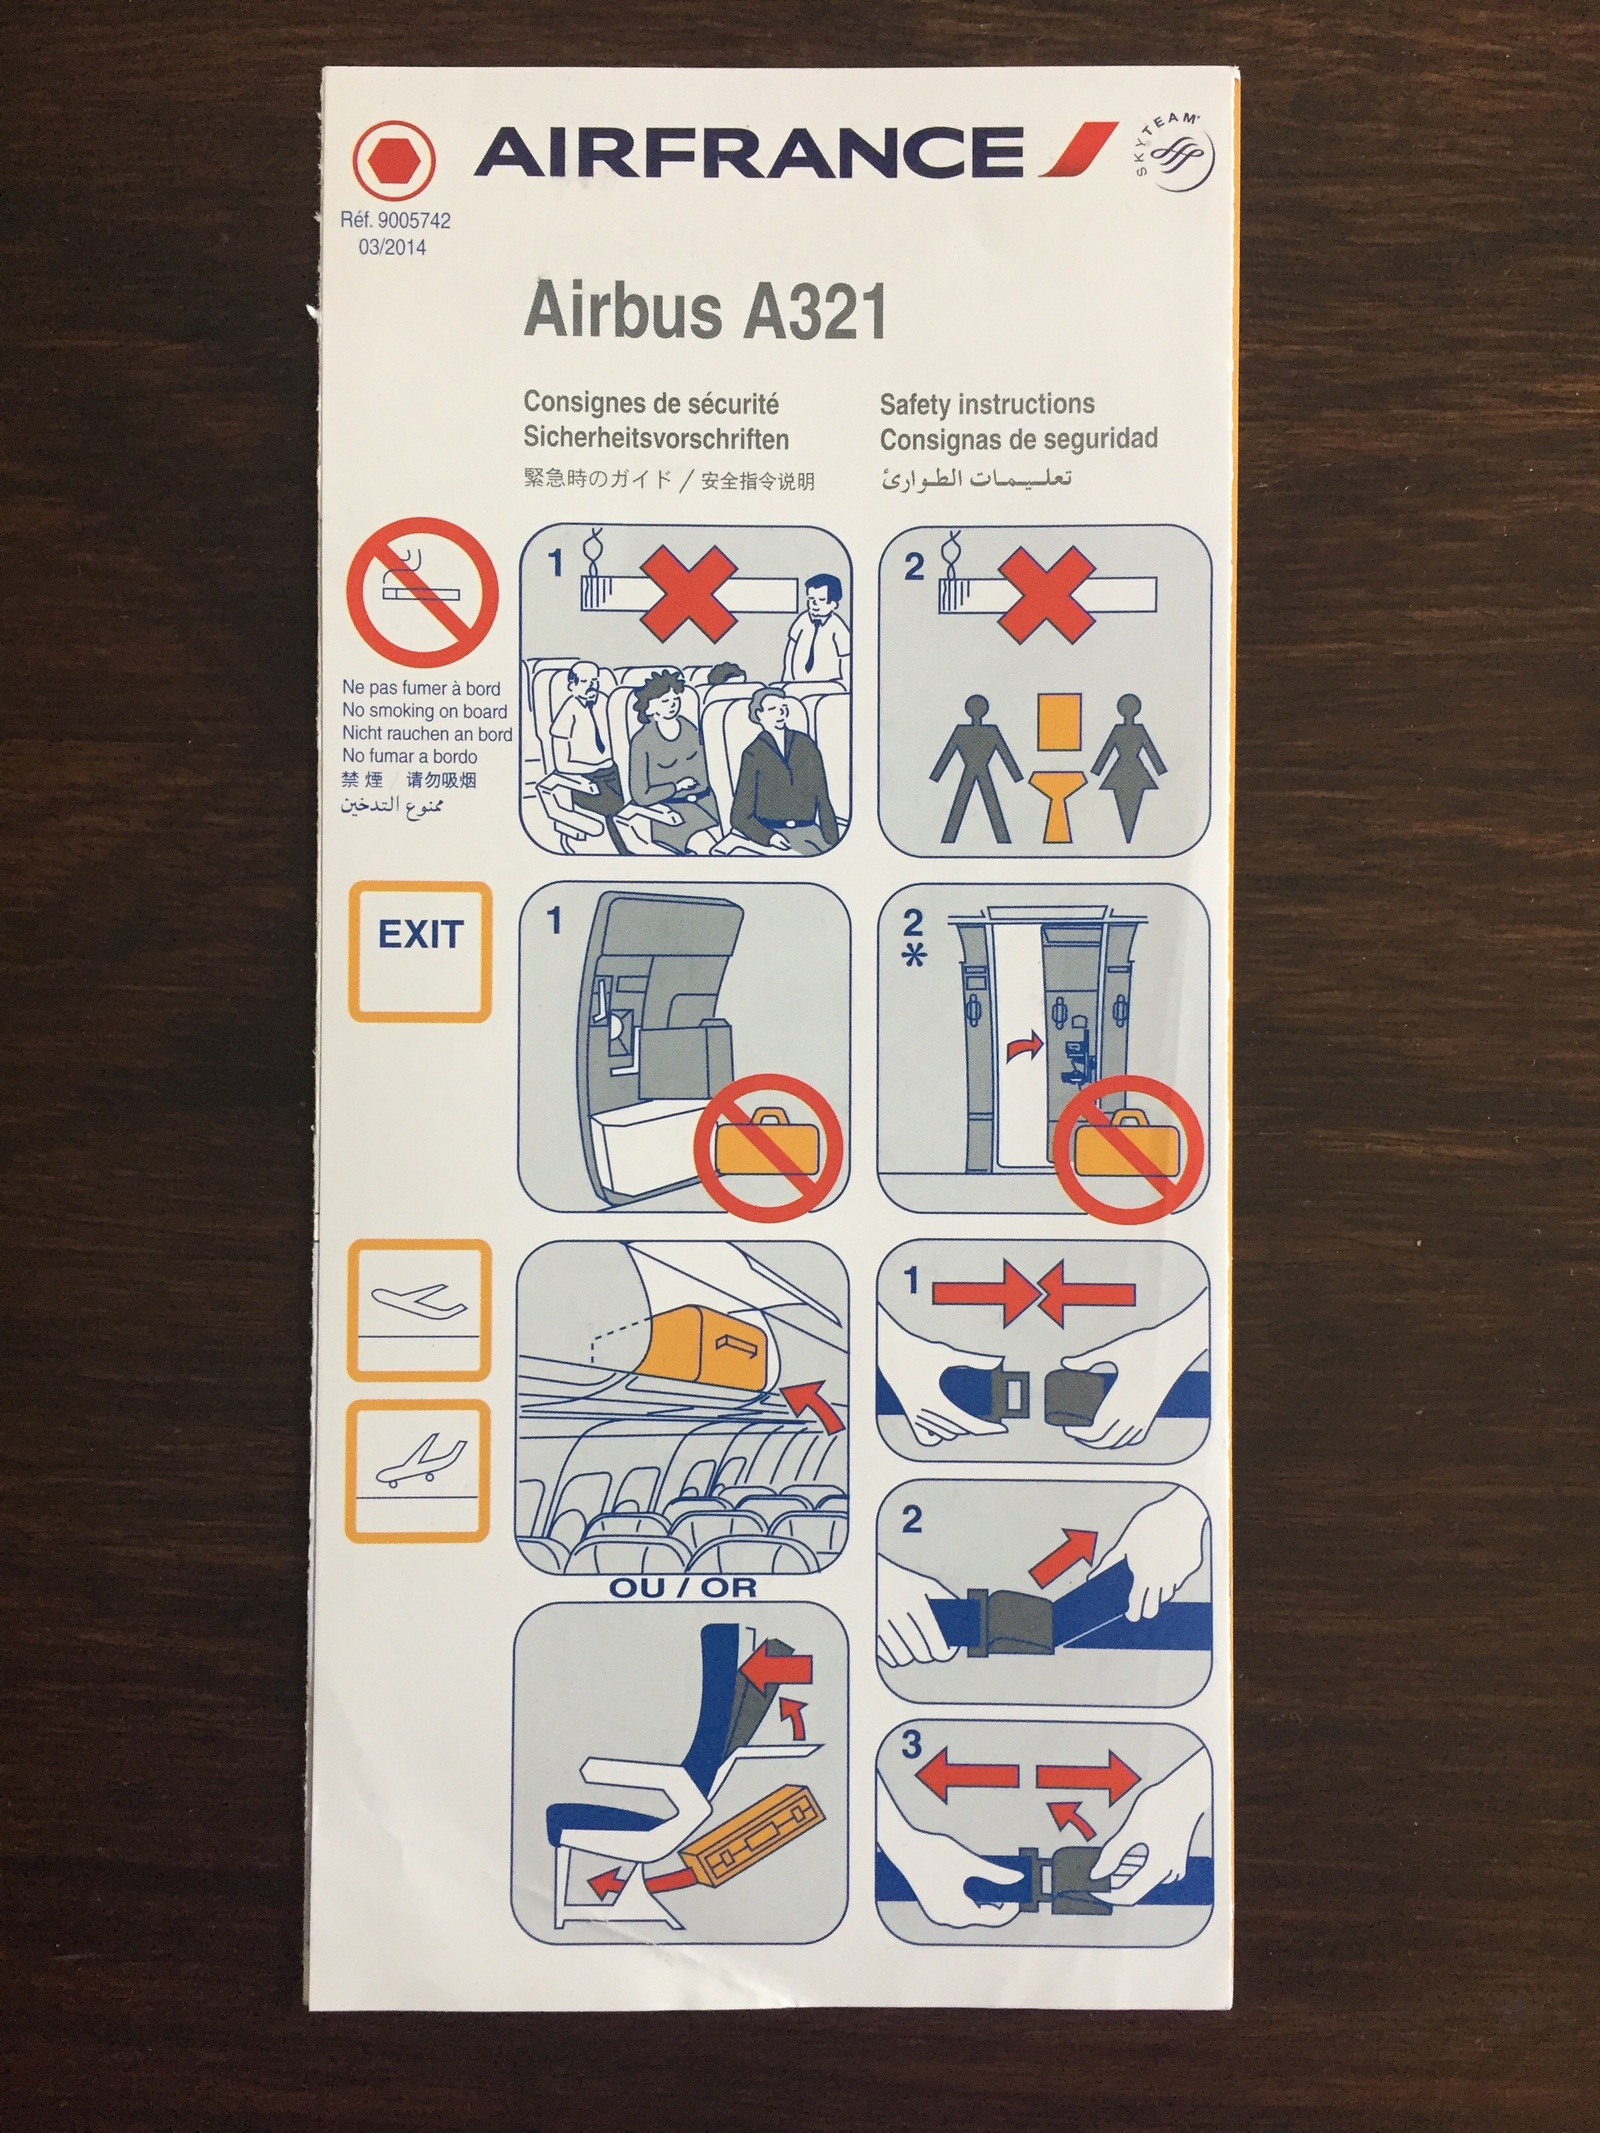 AIRFRANCE
SKYTEAM
Réf. 9005742
03/2014
Airbus A321
Consignes de sécurité
Sicherheitsvorschriften
緊急時のガイド / 安全指令说明
Safety instructions
Consignas de seguridad
تعليمات الطوارئ
Ne pas fumer à bord
No smoking on board
Nicht rauchen an bord
No fumar a bordo
禁煙 / 请勿吸烟
ممنوع التدخين
1
2
EXIT
1
2
*
1
2
3
OU / OR